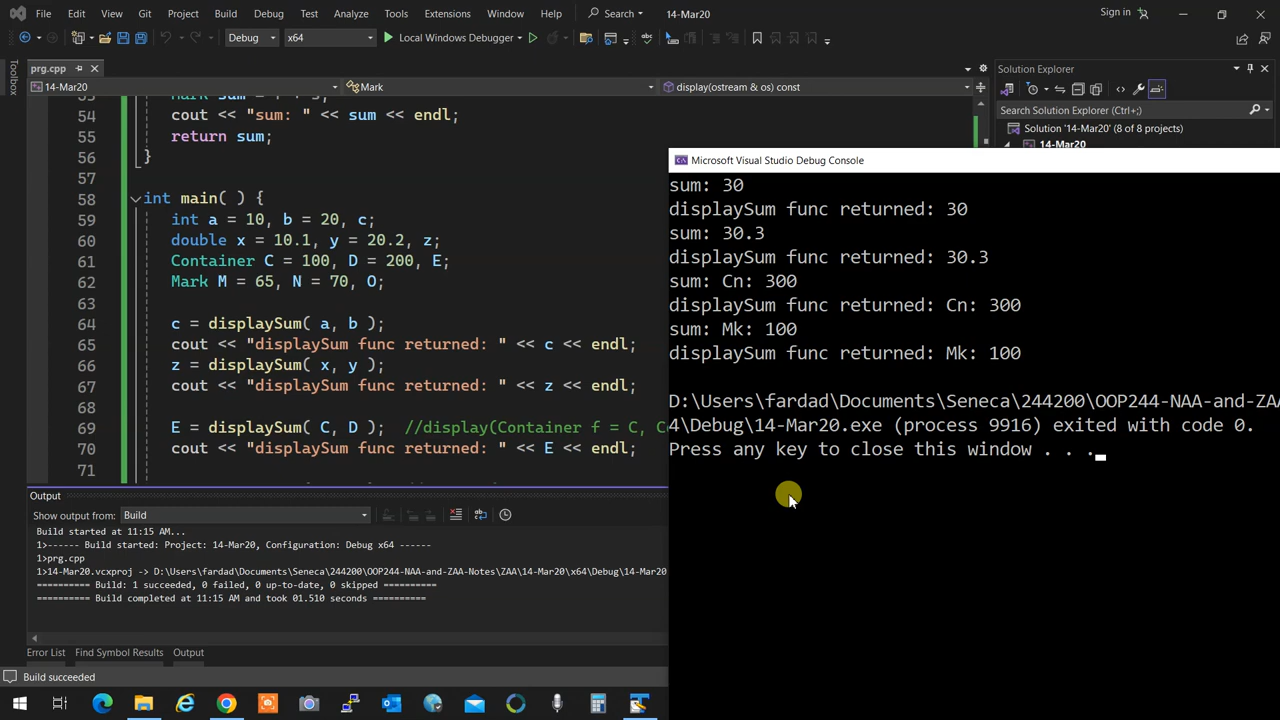 File Edit View Git Project Build Debug Test Analyze Tools Extensions Window Help Search 14-Mar20 Sign in
Debug x64 Local Windows Debugger
Toolbox
prg.cpp
14-Mar20 Mark display(ostream & os) const
54 cout << "sum: " << sum << endl;
55 return sum;
56 }
57
58 int main( ) {
59 int a = 10, b = 20, c;
60 double x = 10.1, y = 20.2, z;
61 Container C = 100, D = 200, E;
62 Mark M = 65, N = 70, O;
63
64 c = displaySum( a, b );
65 cout << "displaySum func returned: " << c << endl;
66 z = displaySum( x, y );
67 cout << "displaySum func returned: " << z << endl;
68
69 E = displaySum( C, D ); //display(Container f = C, C
70 cout << "displaySum func returned: " << E << endl;
71
Solution Explorer
Search Solution Explorer (Ctrl+;)
Solution '14-Mar20' (8 of 8 projects)
14-Mar20
Microsoft Visual Studio Debug Console
sum: 30
displaySum func returned: 30
sum: 30.3
displaySum func returned: 30.3
sum: Cn: 300
displaySum func returned: Cn: 300
sum: Mk: 100
displaySum func returned: Mk: 100
D:\Users\fardad\Documents\Seneca\244200\OOP244-NAA-and-ZAA
4\Debug\14-Mar20.exe (process 9916) exited with code 0.
Press any key to close this window . . .
Output
Show output from: Build
Build started at 11:15 AM...
1>------ Build started: Project: 14-Mar20, Configuration: Debug x64 ------
1>prg.cpp
1>14-Mar20.vcxproj -> D:\Users\fardad\Documents\Seneca\244200\OOP244-NAA-and-ZAA-Notes\ZAA\14-Mar20\x64\Debug\14-Mar20
========== Build: 1 succeeded, 0 failed, 0 up-to-date, 0 skipped ==========
========== Build completed at 11:15 AM and took 01.510 seconds ==========
Error List Find Symbol Results Output
Build succeeded